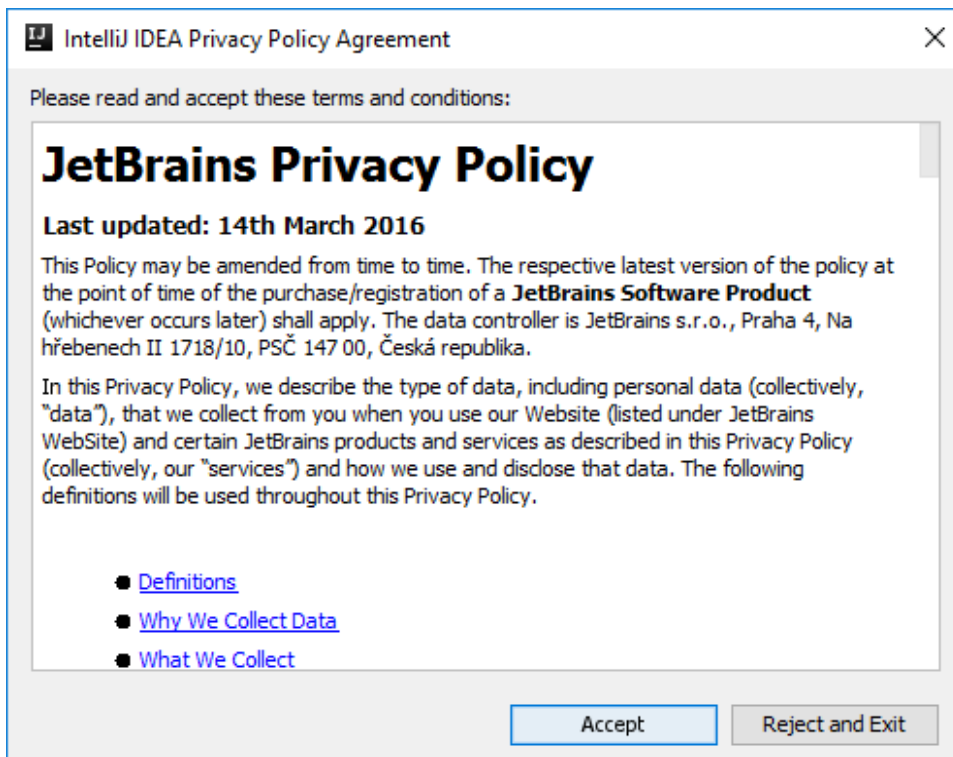 IJ IntelliJ IDEA Privacy Policy Agreement
Please read and accept these terms and conditions:
JetBrains Privacy Policy
Last updated: 14th March 2016
This Policy may be amended from time to time. The respective latest version of the policy at
the point of time of the purchase/registration of a JetBrains Software Product
(whichever occurs later) shall apply. The data controller is JetBrains s.r.o., Praha 4, Na
hřebenech II 1718/10, PSČ 147 00, Česká republika.
In this Privacy Policy, we describe the type of data, including personal data (collectively,
“data”), that we collect from you when you use our Website (listed under JetBrains
WebSite) and certain JetBrains products and services as described in this Privacy Policy
(collectively, our “services”) and how we use and disclose that data. The following
definitions will be used throughout this Privacy Policy.
Definitions
Why We Collect Data
What We Collect
Accept Reject and Exit